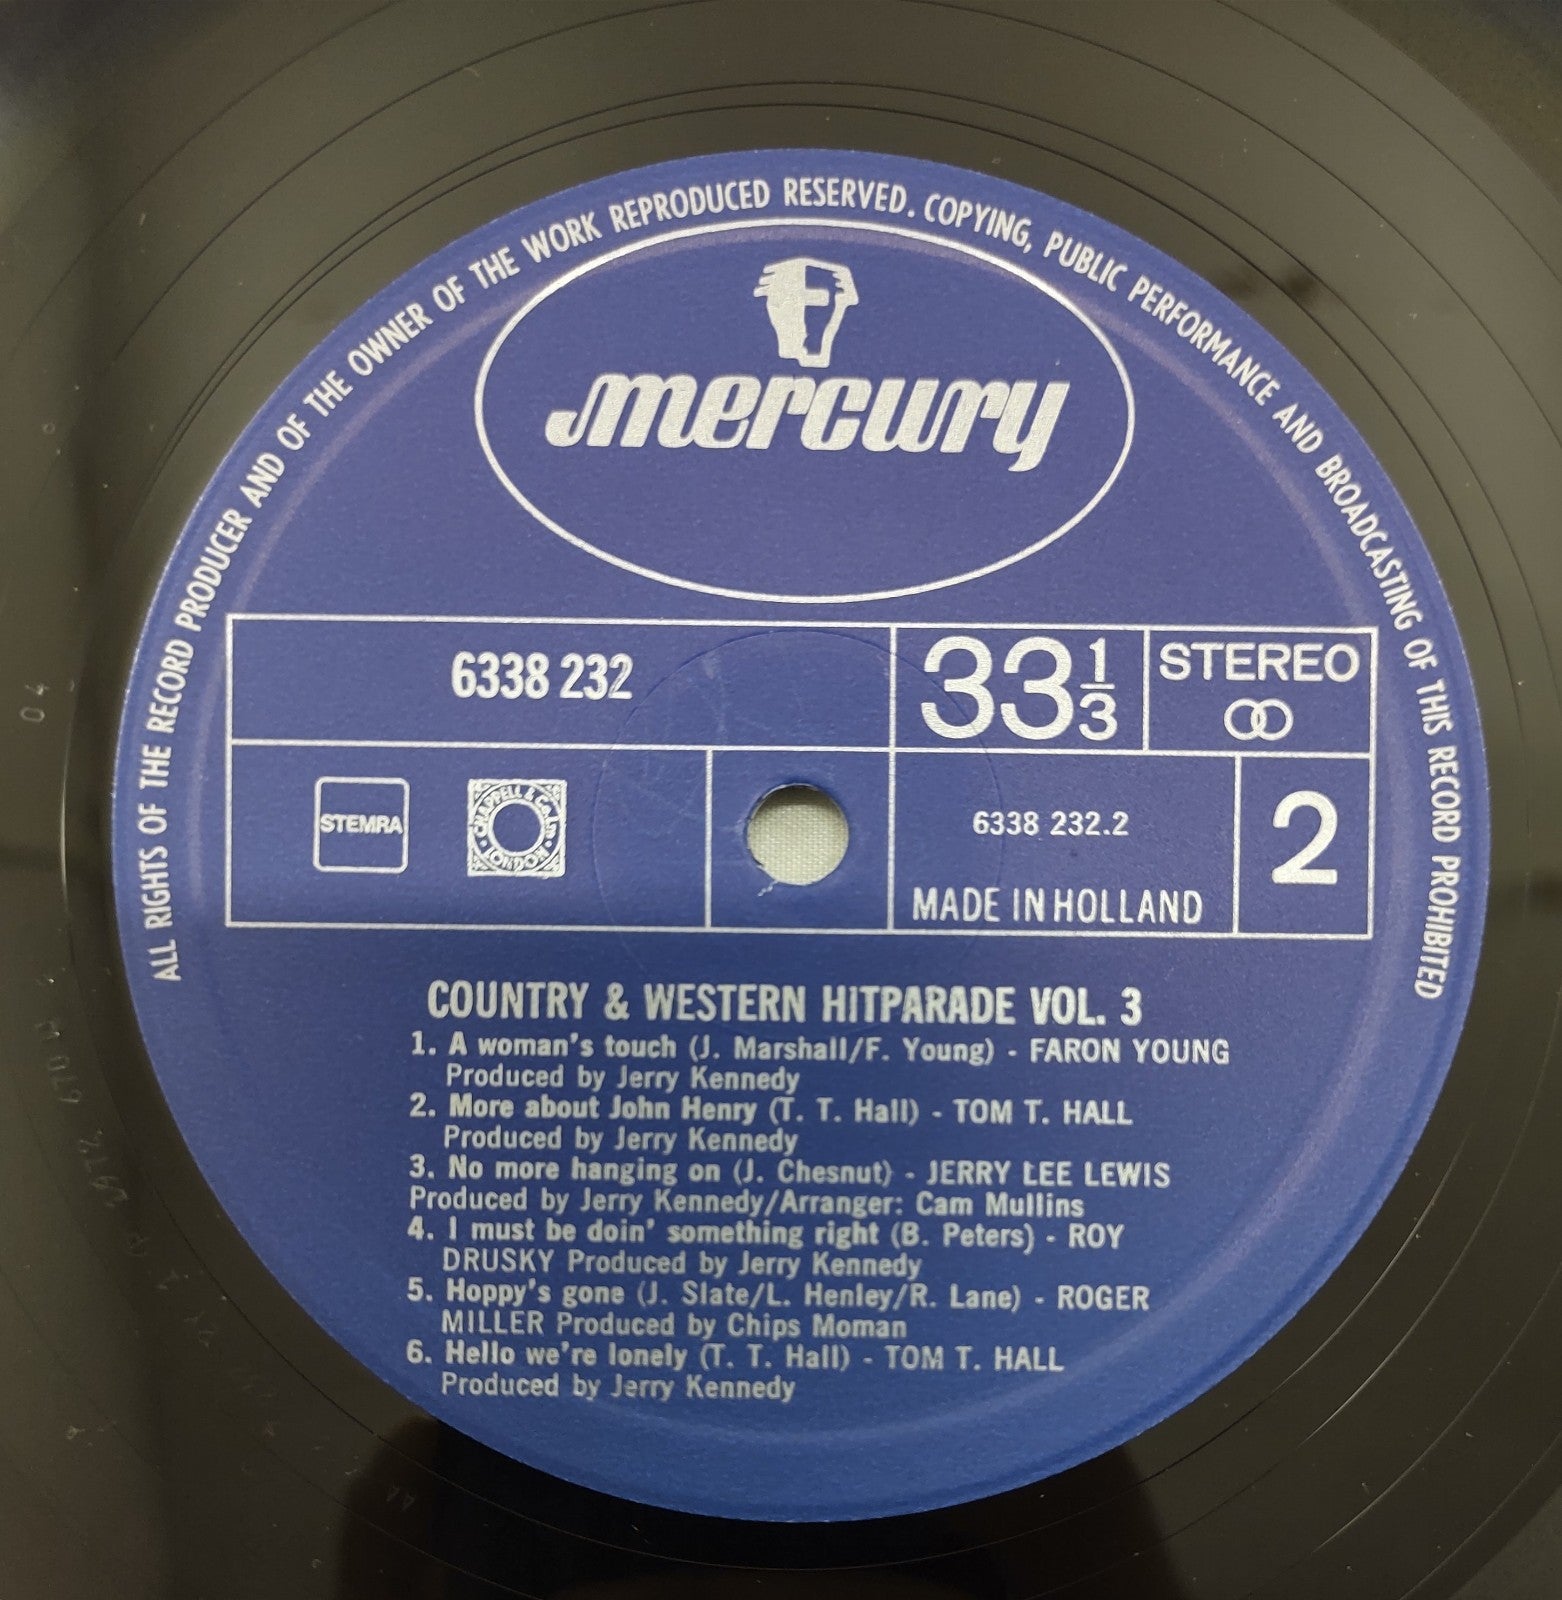 ALL RIGHTS OF THE RECORD PRODUCER AND OF THE OWNER OF THE WORK REPRODUCED RESERVED. COPYING, PUBLIC PERFORMANCE AND BROADCASTING OF THIS RECORD PROHIBITED
mercury
6338 232
33 1/3
STEREO
STEMRA
CHAPPELL & Co. Ltd. LONDON
6338 232.2
MADE IN HOLLAND
2
COUNTRY & WESTERN HITPARADE VOL. 3
1. A woman's touch (J. Marshall/F. Young) - FARON YOUNG
Produced by Jerry Kennedy
2. More about John Henry (T. T. Hall) - TOM T. HALL
Produced by Jerry Kennedy
3. No more hanging on (J. Chesnut) - JERRY LEE LEWIS
Produced by Jerry Kennedy/Arranger: Cam Mullins
4. I must be doin' something right (B. Peters) - ROY
DRUSKY Produced by Jerry Kennedy
5. Hoppy's gone (J. Slate/L. Henley/R. Lane) - ROGER
MILLER Produced by Chips Moman
6. Hello we're lonely (T. T. Hall) - TOM T. HALL
Produced by Jerry Kennedy